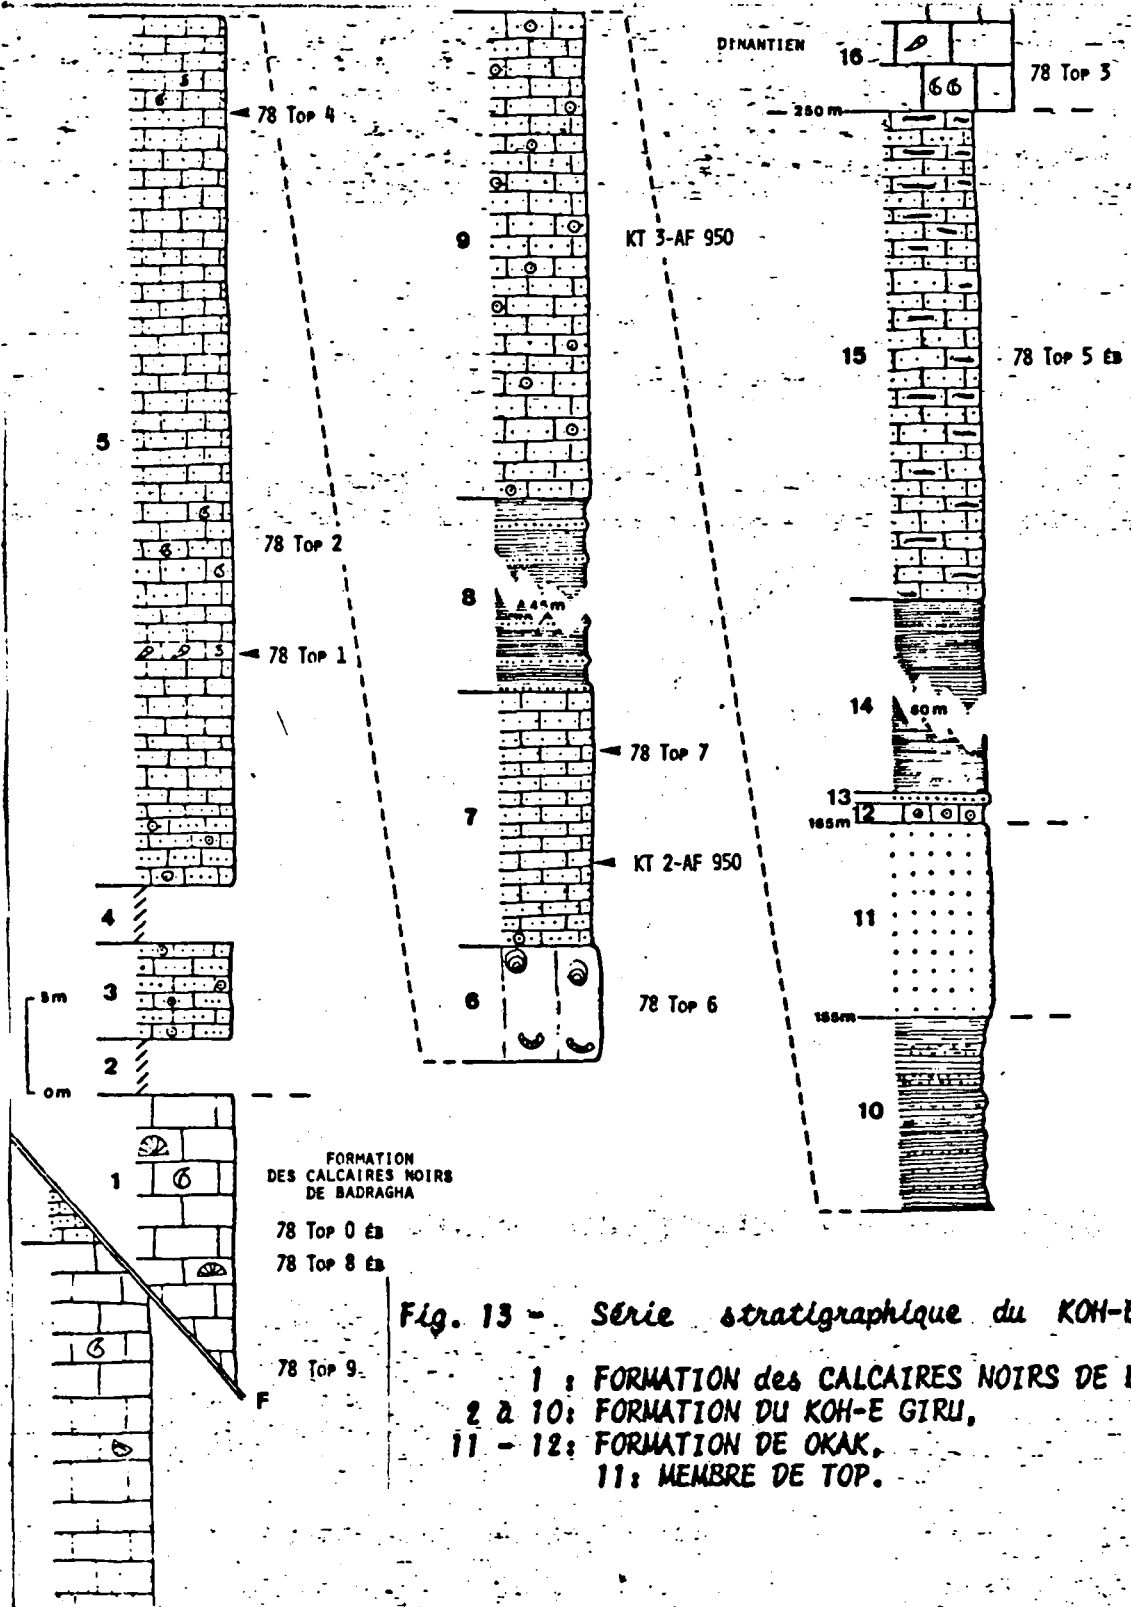 78 Top 4
5
78 Top 2
78 Top 1
4
3
5m
2
0m
1
FORMATION
DES CALCAIRES NOIRS
DE BADRAGHA
78 Top 0 ÉB
78 Top 8 ÉB
78 Top 9
F
9
KT 3-AF 950
8
45m
78 Top 7
7
KT 2-AF 950
6
78 Top 6
DINANTIEN
16
78 Top 3
250m
15
78 Top 5 ÉB
14
60m
13
12
165m
11
155m
10
Fig. 13 - Série stratigraphique du KOH-E
1 : FORMATION des CALCAIRES NOIRS DE
2 à 10: FORMATION DU KOH-E GIRU,
11 - 12: FORMATION DE OKAK,
11: MEMBRE DE TOP.